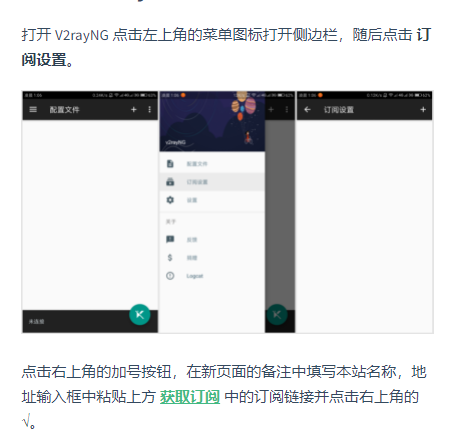 打开 V2rayNG 点击左上角的菜单图标打开侧边栏，随后点击 订
阅设置。
配置文件
v2rayNG
配置文件
订阅设置
设置
关于
反馈
捐赠
Logcat
未连接
订阅设置
点击右上角的加号按钮，在新页面的备注中填写本站名称，地
址输入框中粘贴上方 获取订阅 中的订阅链接并点击右上角的
√。